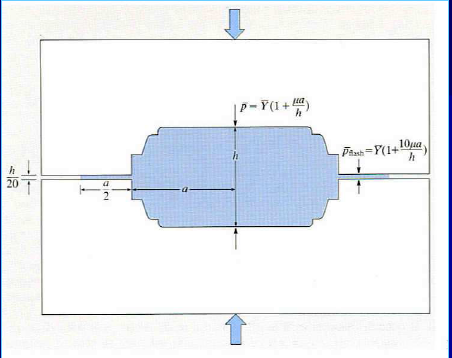 p̅ = Y̅(1 + μa/h)
h
p̅flash = Y̅(1 + 10μa/h)
h/20
a/2
a